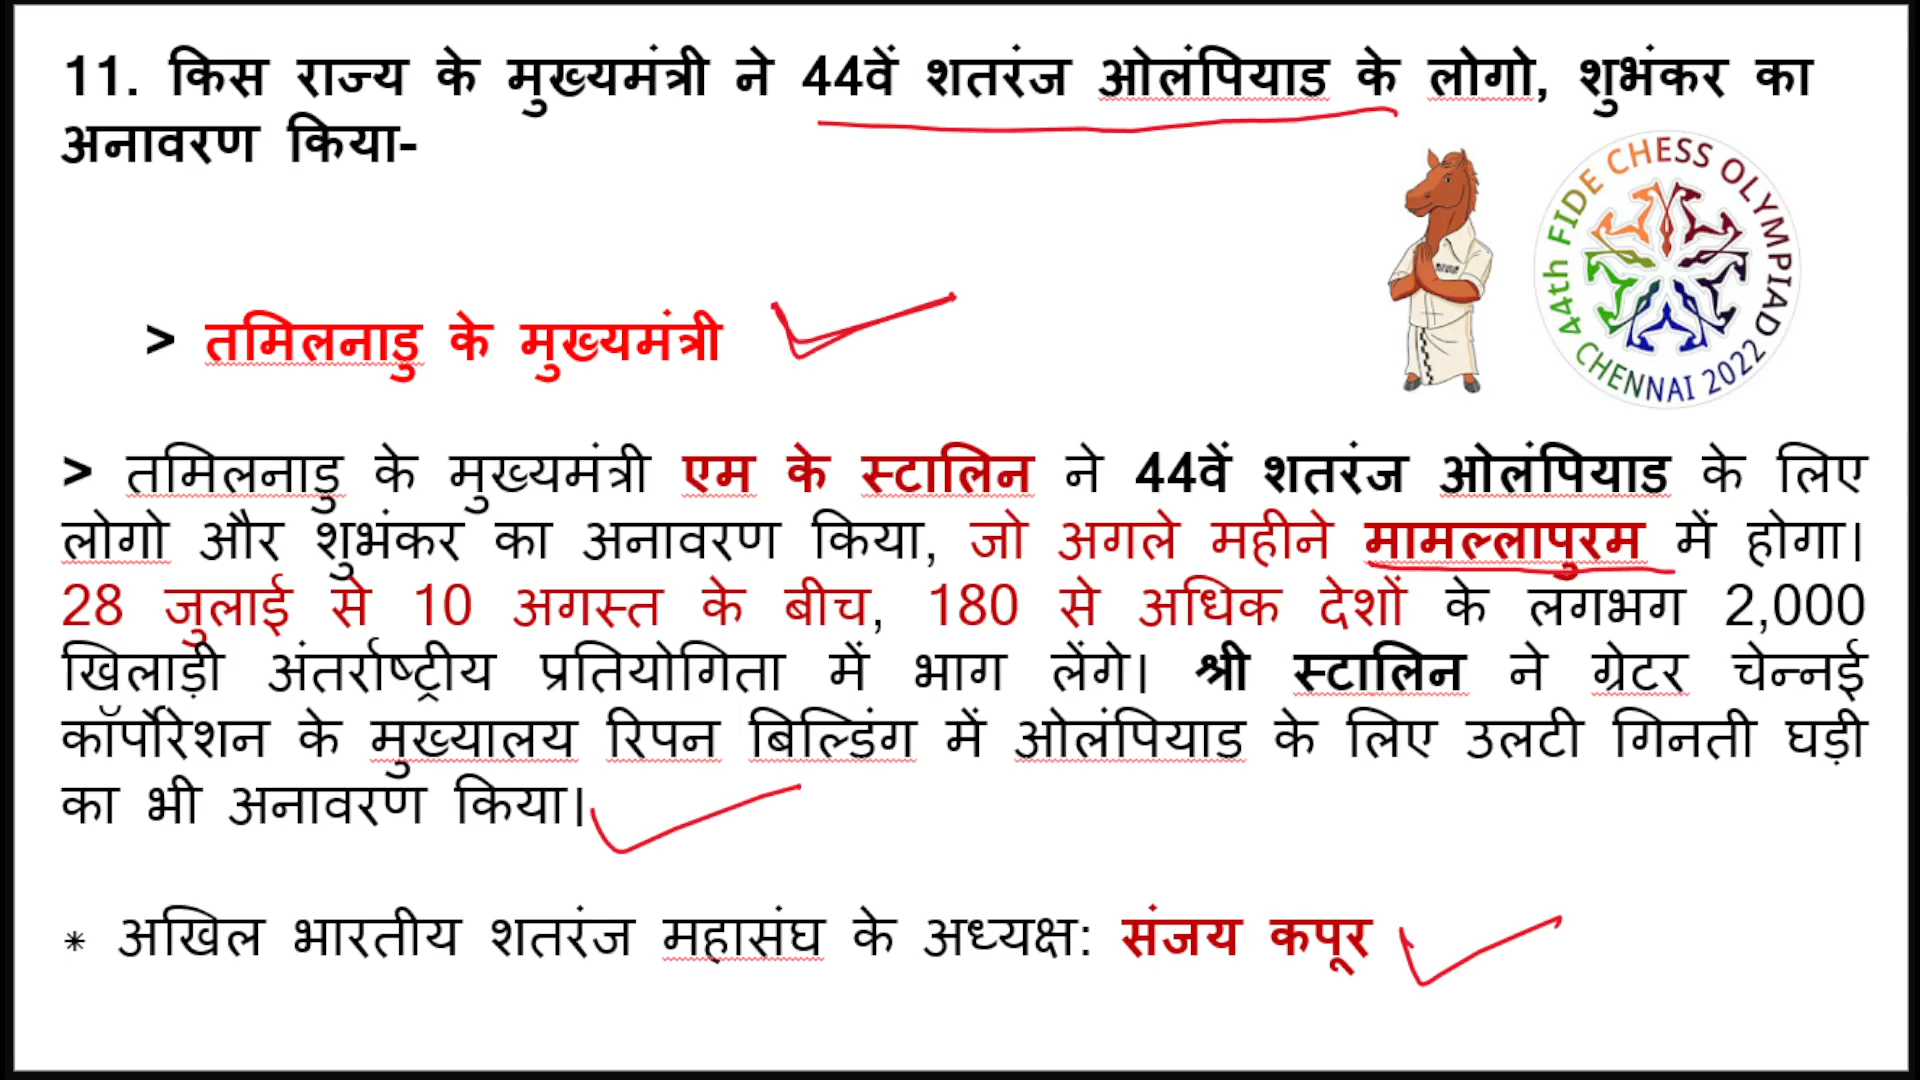 11. किस राज्य के मुख्यमंत्री ने 44वें शतरंज ओलंपियाड के लोगो, शुभंकर का
अनावरण किया-
44th FIDE CHESS OLYMPIAD
CHENNAI 2022
> तमिलनाडु के मुख्यमंत्री
> तमिलनाडु के मुख्यमंत्री एम के स्टालिन ने 44वें शतरंज ओलंपियाड के लिए
लोगो और शुभंकर का अनावरण किया, जो अगले महीने मामल्लापुरम में होगा।
28 जुलाई से 10 अगस्त के बीच, 180 से अधिक देशों के लगभग 2,000
खिलाड़ी अंतर्राष्ट्रीय प्रतियोगिता में भाग लेंगे। श्री स्टालिन ने ग्रेटर चेन्नई
कॉर्पोरेशन के मुख्यालय रिपन बिल्डिंग में ओलंपियाड के लिए उलटी गिनती घड़ी
का भी अनावरण किया।
* अखिल भारतीय शतरंज महासंघ के अध्यक्ष: संजय कपूर